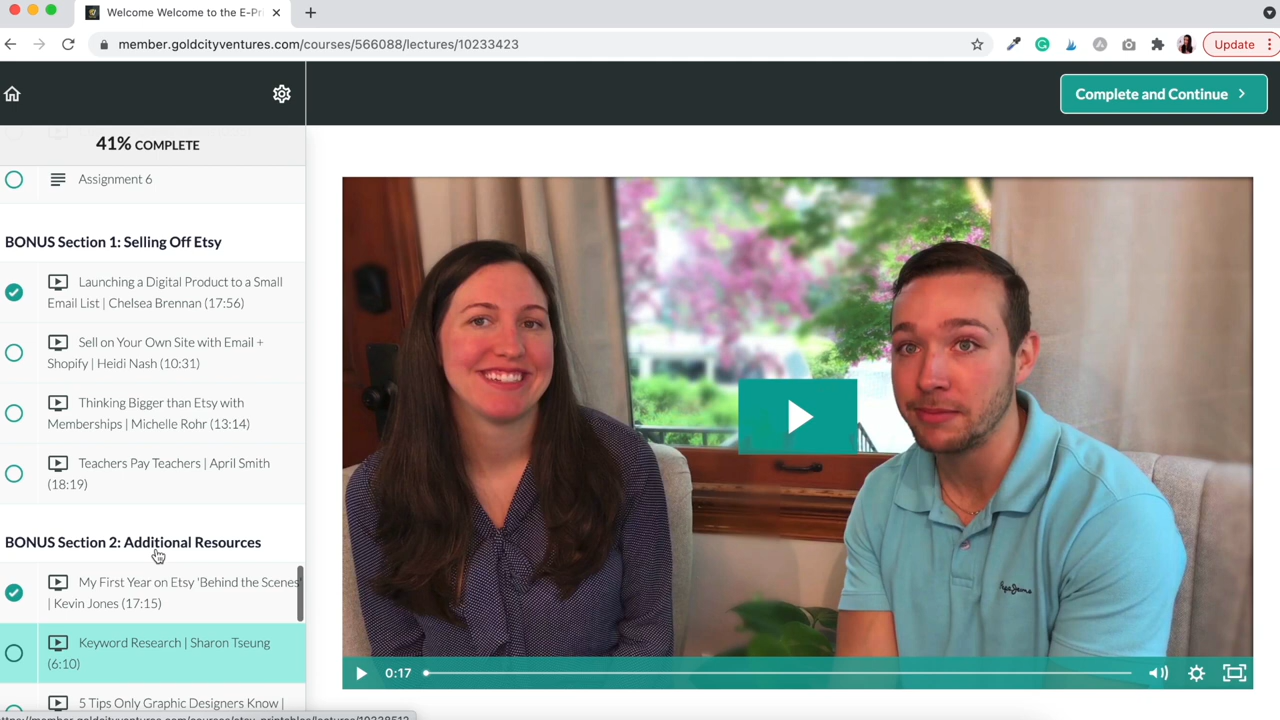 Welcome Welcome to the E-Pri
member.goldcityventures.com/courses/566088/lectures/10233423
Update
Complete and Continue
41% COMPLETE
Assignment 6
BONUS Section 1: Selling Off Etsy
Launching a Digital Product to a Small
Email List | Chelsea Brennan (17:56)
Sell on Your Own Site with Email +
Shopify | Heidi Nash (10:31)
Thinking Bigger than Etsy with
Memberships | Michelle Rohr (13:14)
Teachers Pay Teachers | April Smith
(18:19)
BONUS Section 2: Additional Resources
My First Year on Etsy 'Behind the Scenes'
| Kevin Jones (17:15)
Keyword Research | Sharon Tseung
(6:10)
5 Tips Only Graphic Designers Know |
Pepe Jeans
0:17